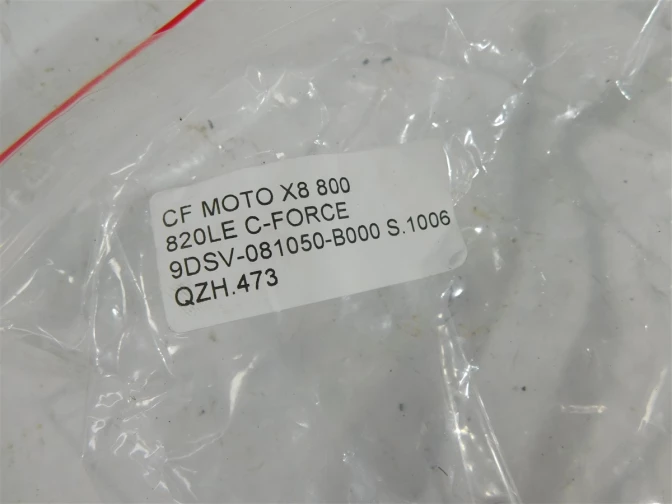 CF MOTO X8 800
820LE C-FORCE
9DSV-081050-B000 S.1006
QZH.473